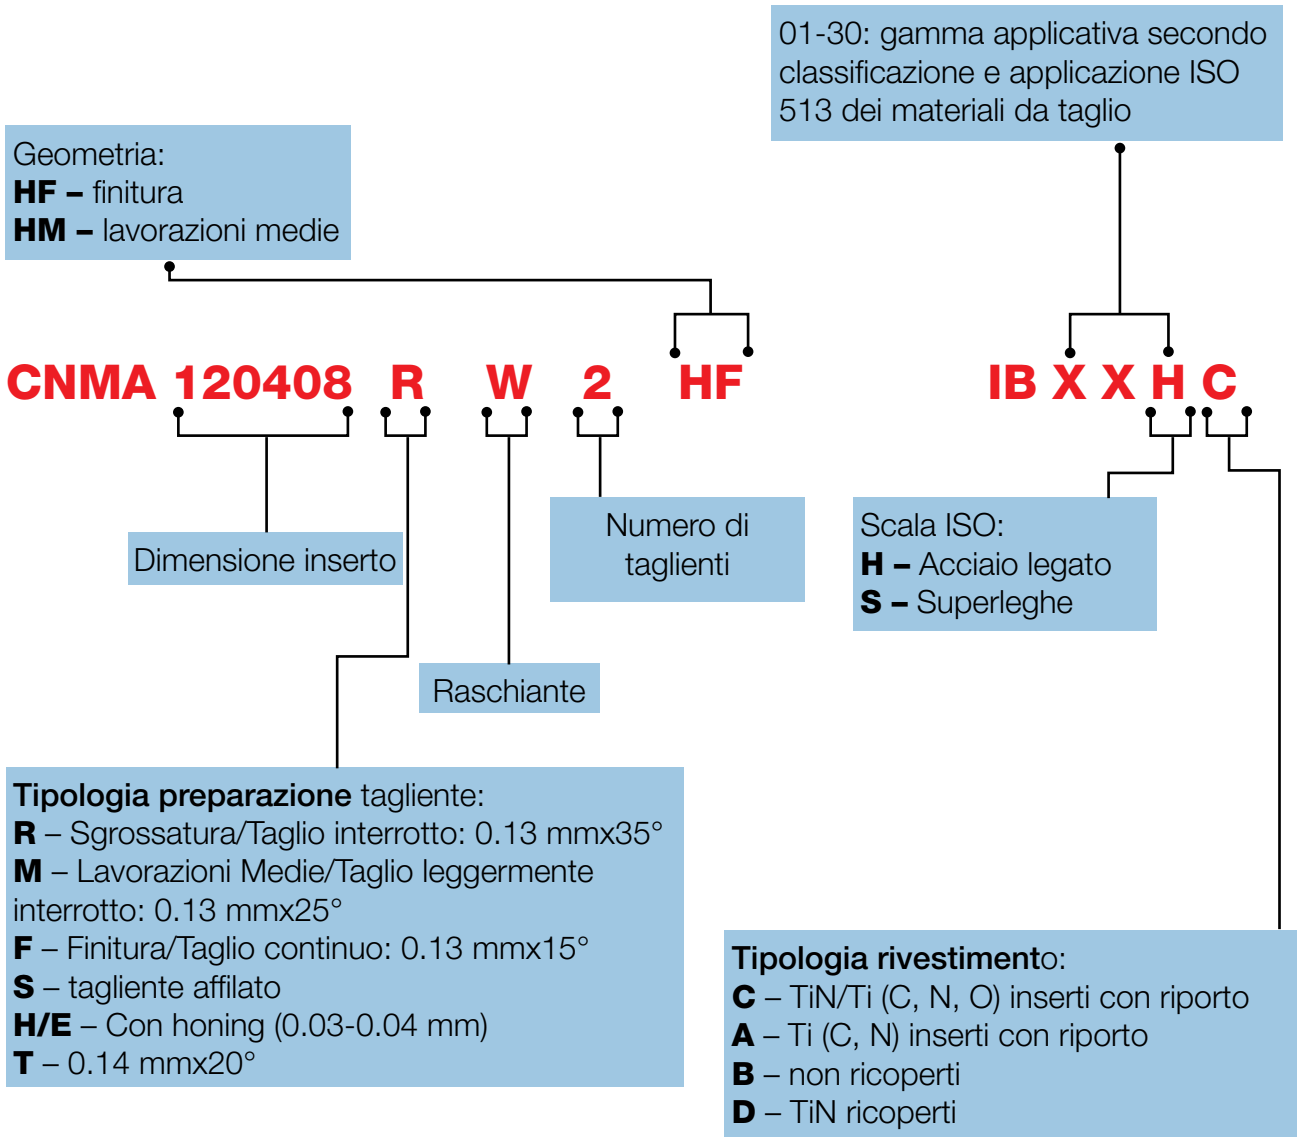 01-30: gamma applicativa secondo
classificazione e applicazione ISO
513 dei materiali da taglio
Geometria:
HF – finitura
HM – lavorazioni medie
CNMA 120408 R W 2 HF IB X X H C
Dimensione inserto
Numero di
taglienti
Scala ISO:
H – Acciaio legato
S – Superleghe
Raschiante
Tipologia preparazione tagliente:
R – Sgrossatura/Taglio interrotto: 0.13 mmx35°
M – Lavorazioni Medie/Taglio leggermente
interrotto: 0.13 mmx25°
F – Finitura/Taglio continuo: 0.13 mmx15°
S – tagliente affilato
H/E – Con honing (0.03-0.04 mm)
T – 0.14 mmx20°
Tipologia rivestimento:
C – TiN/Ti (C, N, O) inserti con riporto
A – Ti (C, N) inserti con riporto
B – non ricoperti
D – TiN ricoperti